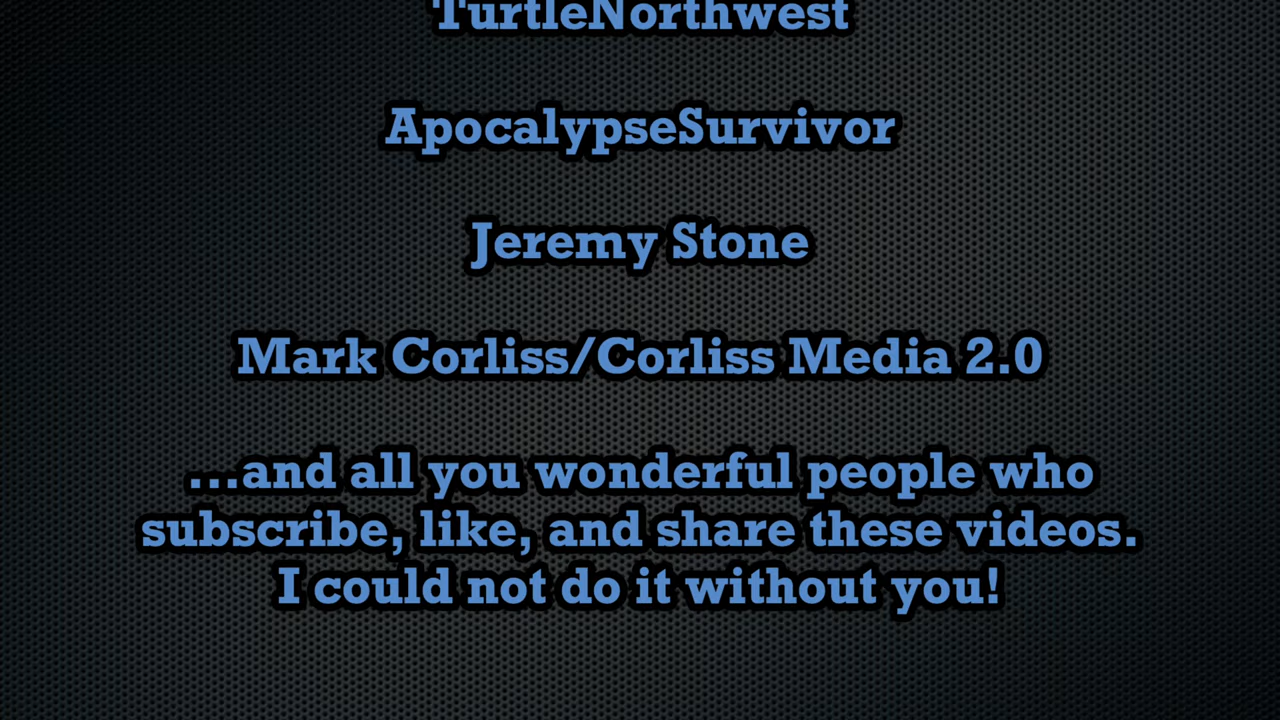 TurtleNorthwest
ApocalypseSurvivor
Jeremy Stone
Mark Corliss/Corliss Media 2.0
...and all you wonderful people who
subscribe, like, and share these videos.
I could not do it without you!